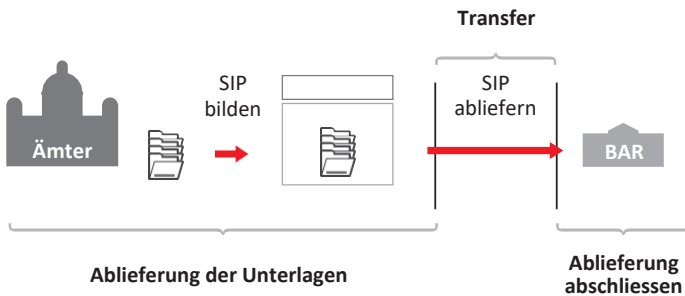 Transfer
SIP
bilden
SIP
abliefern
Ämter
BAR
Ablieferung der Unterlagen
Ablieferung
abschliessen